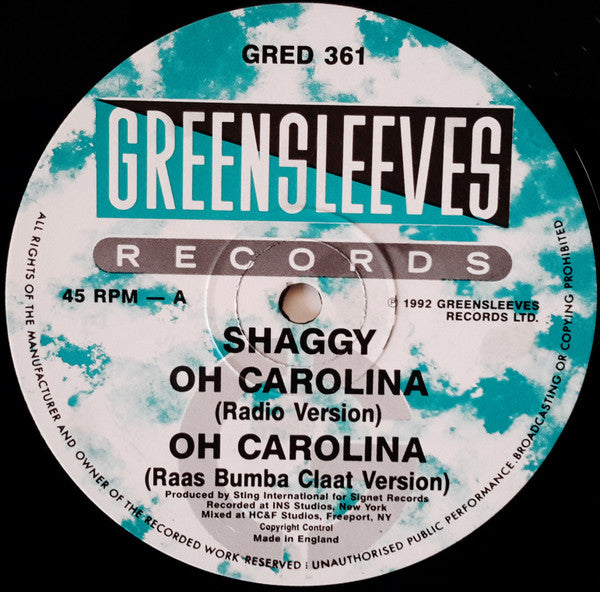 GRED 361
GREENSLEEVES
RECORDS
45 RPM — A
℗ 1992 GREENSLEEVES
RECORDS LTD.
SHAGGY
OH CAROLINA
(Radio Version)
OH CAROLINA
(Raas Bumba Claat Version)
Produced by Sting International for Signet Records
Recorded at INS Studios, New York
Mixed at HC&F Studios, Freeport, NY
Copyright Control
Made in England
ALL RIGHTS OF THE MANUFACTURER AND OWNER OF THE RECORDED WORK RESERVED : UNAUTHORISED PUBLIC PERFORMANCE.BROADCASTING OR COPYING PROHIBITED